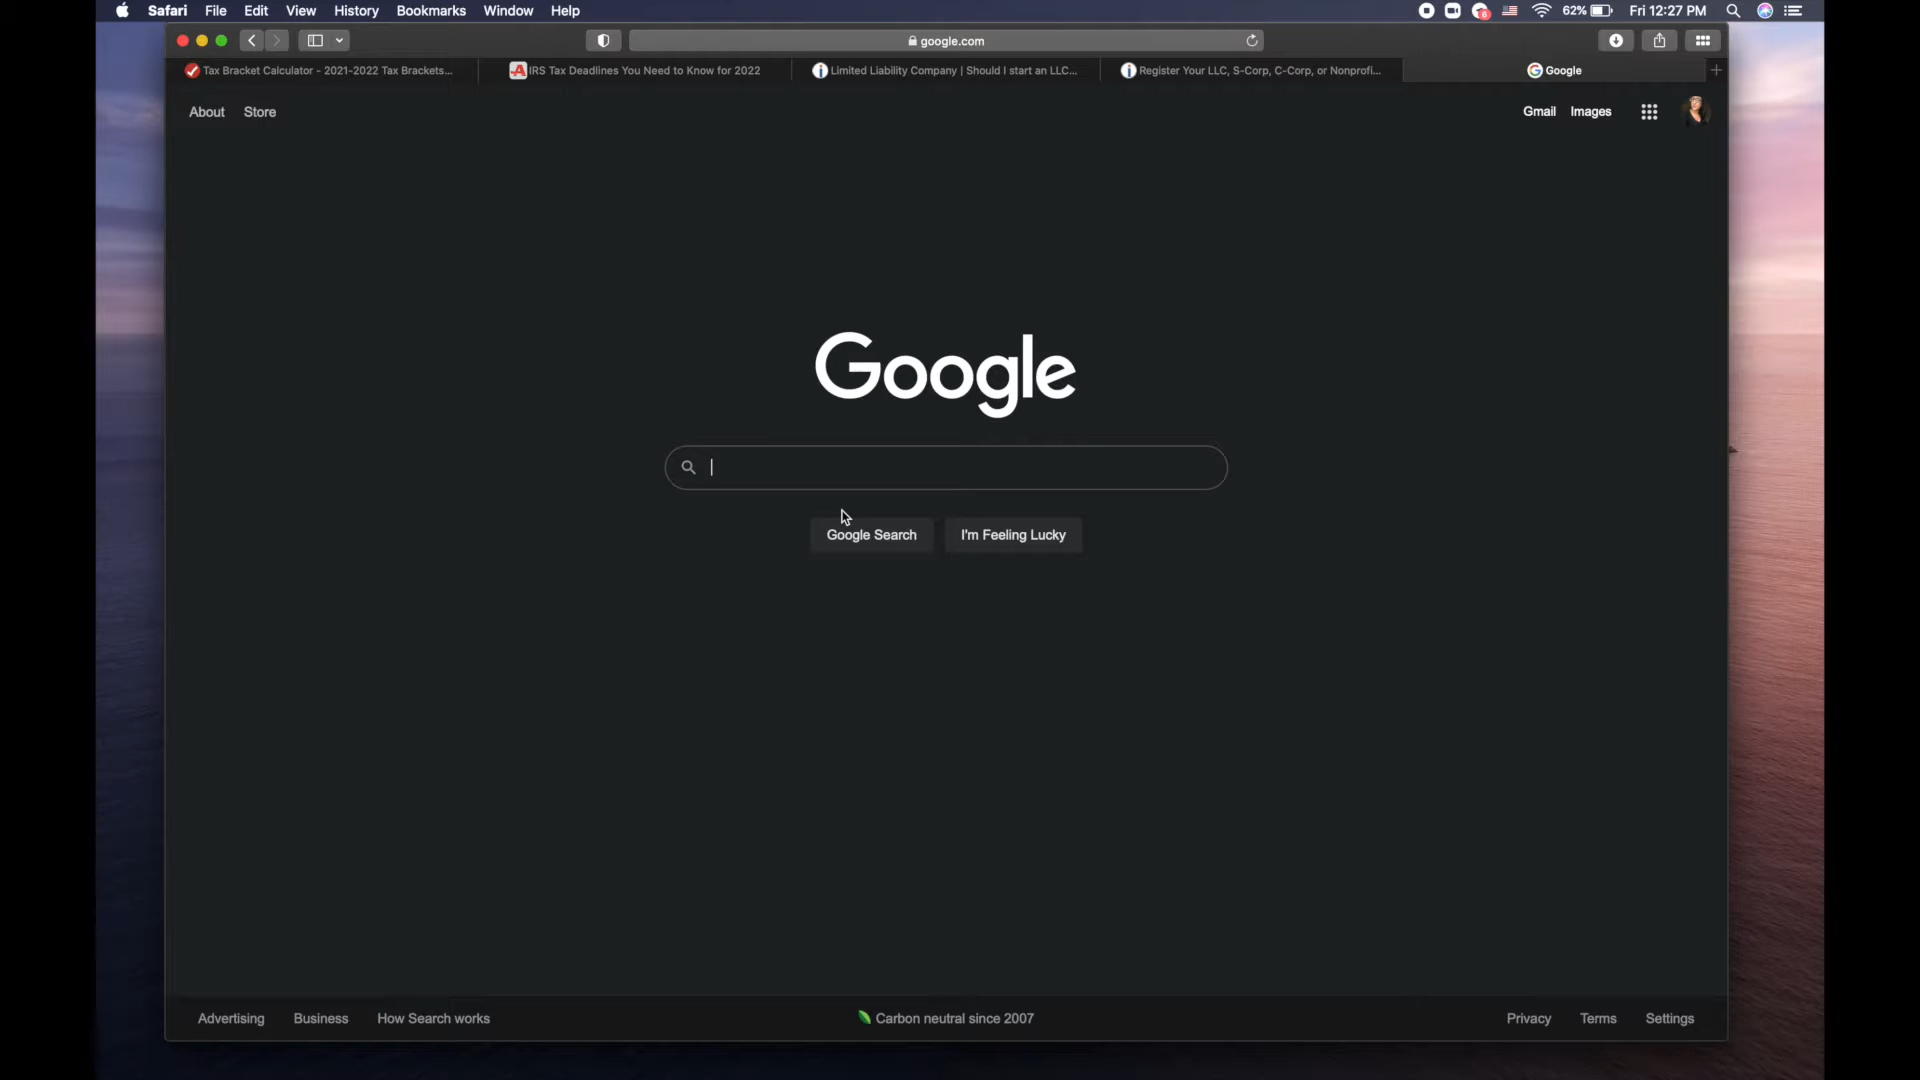 Safari File Edit View History Bookmarks Window Help 62% Fri 12:27 PM
google.com
Tax Bracket Calculator - 2021-2022 Tax Brackets... IRS Tax Deadlines You Need to Know for 2022 Limited Liability Company | Should I start an LLC... Register Your LLC, S-Corp, C-Corp, or Nonprofi... Google
About Store Gmail Images
Google
Google Search I'm Feeling Lucky
Advertising Business How Search works Carbon neutral since 2007 Privacy Terms Settings